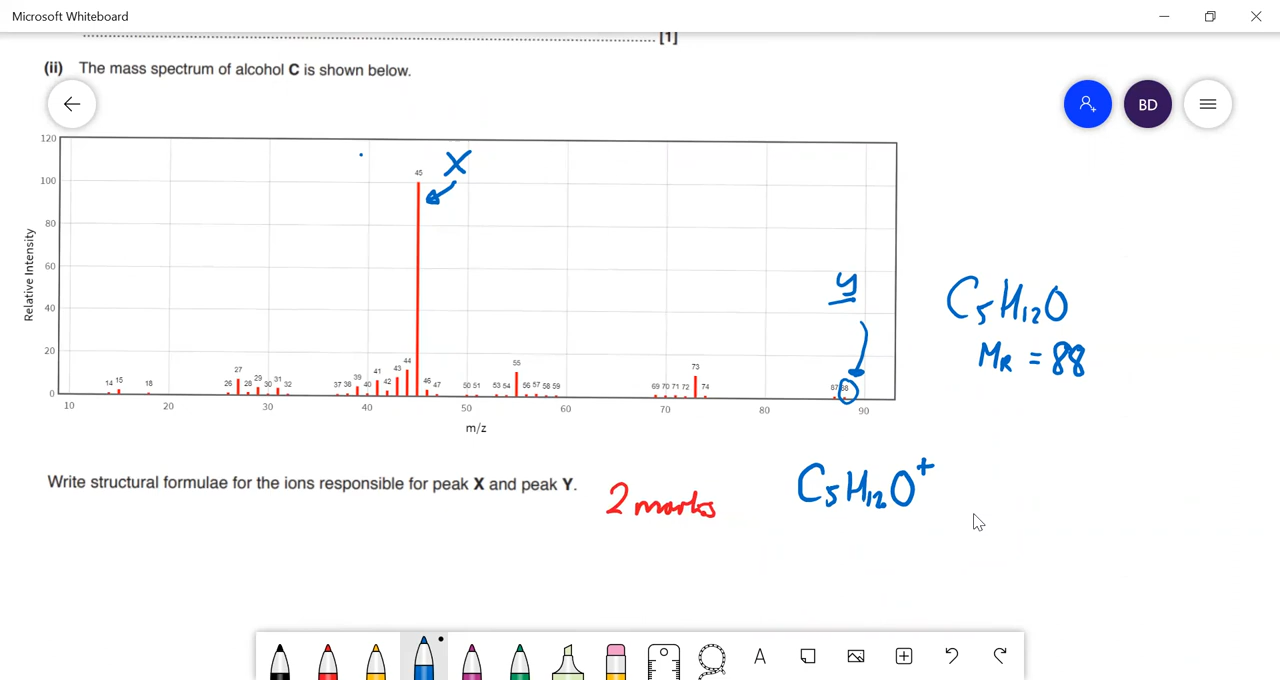 Microsoft Whiteboard
[1]
(ii) The mass spectrum of alcohol C is shown below.
BD
120
100
80
60
40
20
0
Relative Intensity
45
X
y
14 15 18 26 27 28 29 30 31 32 37 38 39 40 41 42 43 44 46 47 50 51 53 54 55 56 57 58 59 69 70 71 72 73 74 87 88
10 20 30 40 50 60 70 80 90
m/z
C₅H₁₂O
MR = 88
Write structural formulae for the ions responsible for peak X and peak Y.
2 marks
C₅H₁₂O⁺
A